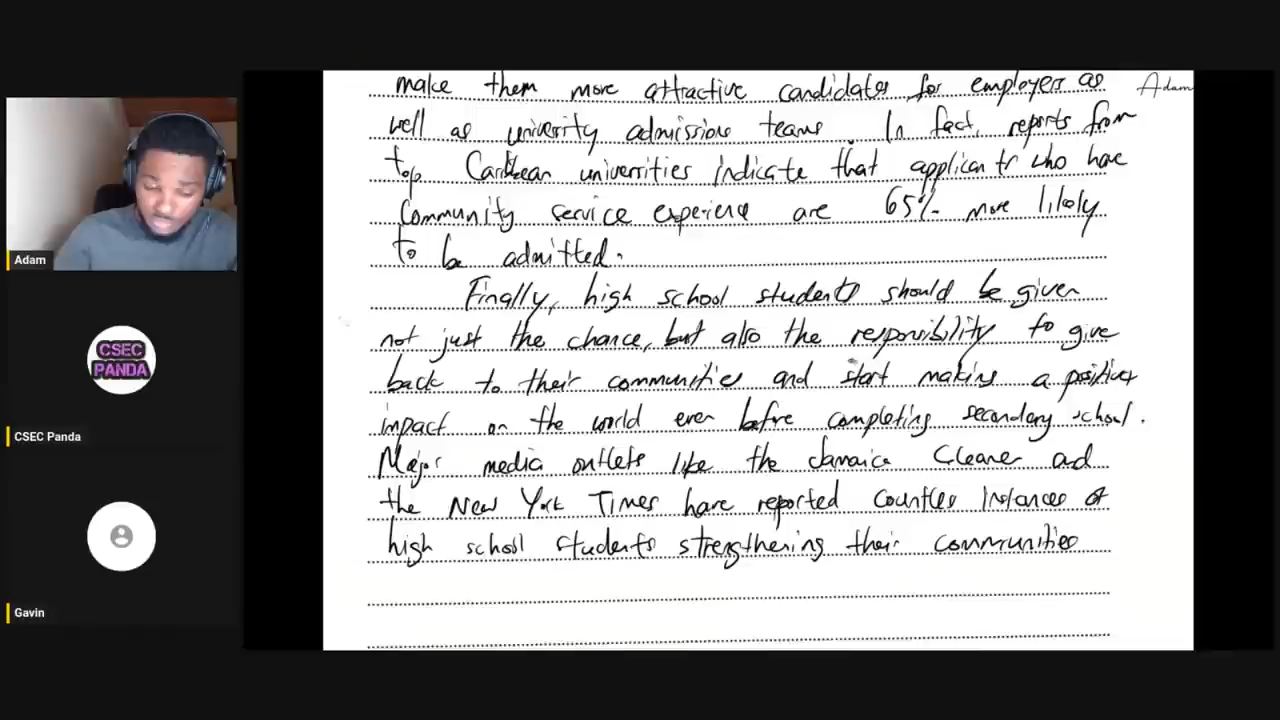 make them more attractive candidates for employers as
Adam
well as university admissions teams. In fact, reports from
top Caribbean universities indicate that applicants who have
community service experience are 65% more likely
to be admitted.
Finally, high school students should be given
not just the chance, but also the responsibility to give
back to their communities and start making a positive
impact on the world even before completing secondary school.
Major media outlets like the Jamaica Gleaner and
the New York Times have reported countless instances of
high school students strengthening their communities
Adam
CSEC
PANDA
CSEC Panda
Gavin